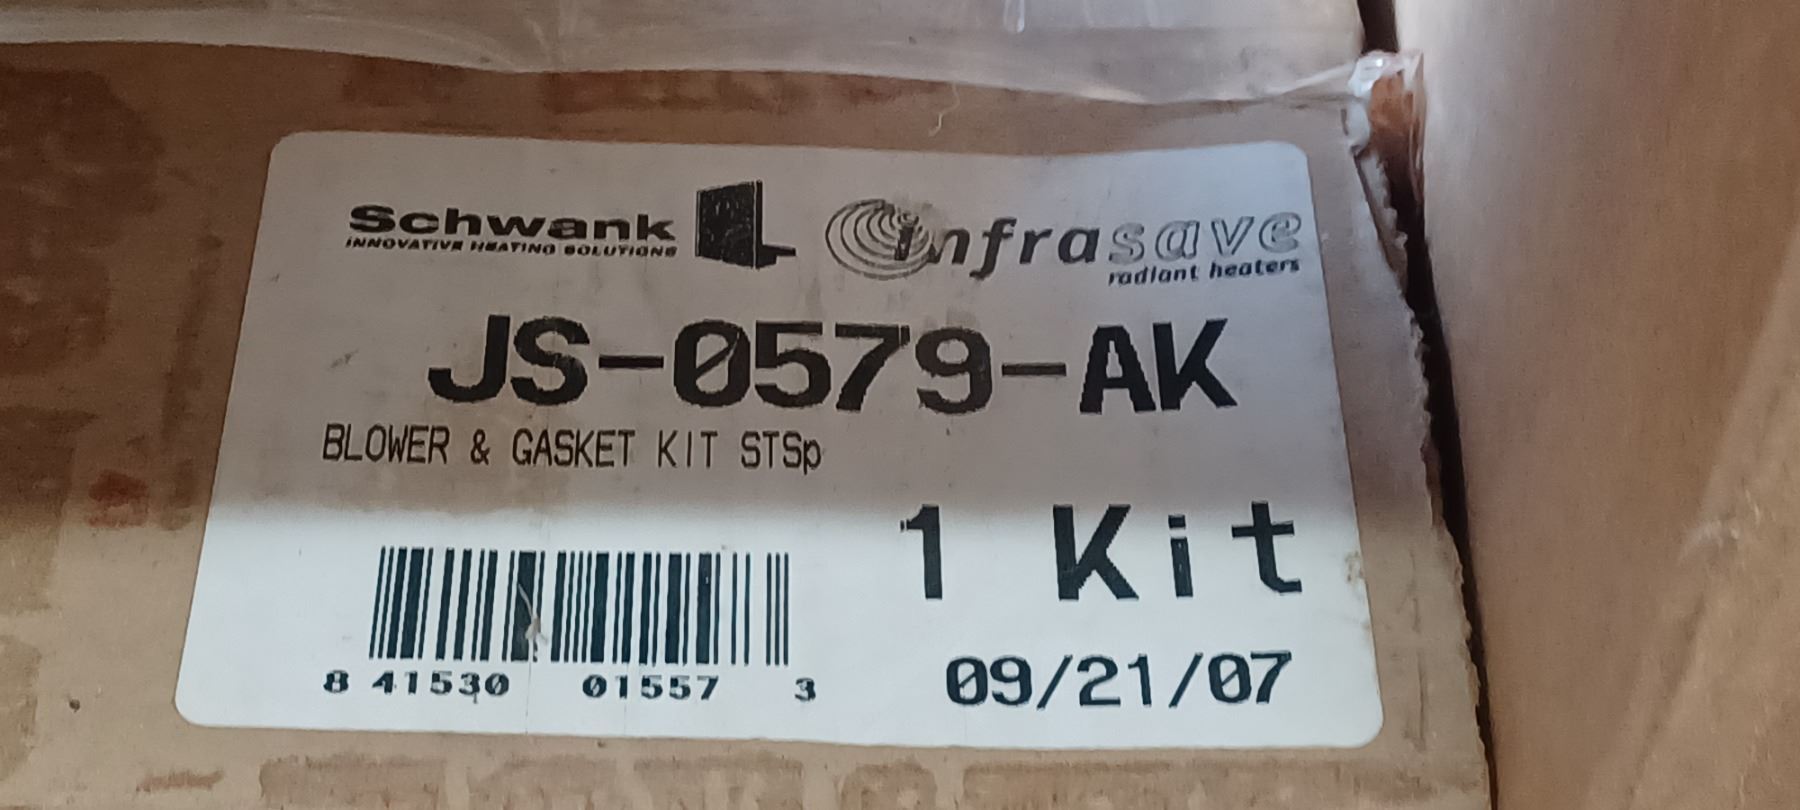 Schwank
INNOVATIVE HEATING SOLUTIONS
infrasave
radiant heaters
JS-0579-AK
BLOWER & GASKET KIT STSp
1 Kit
8 41530 01557 3
09/21/07